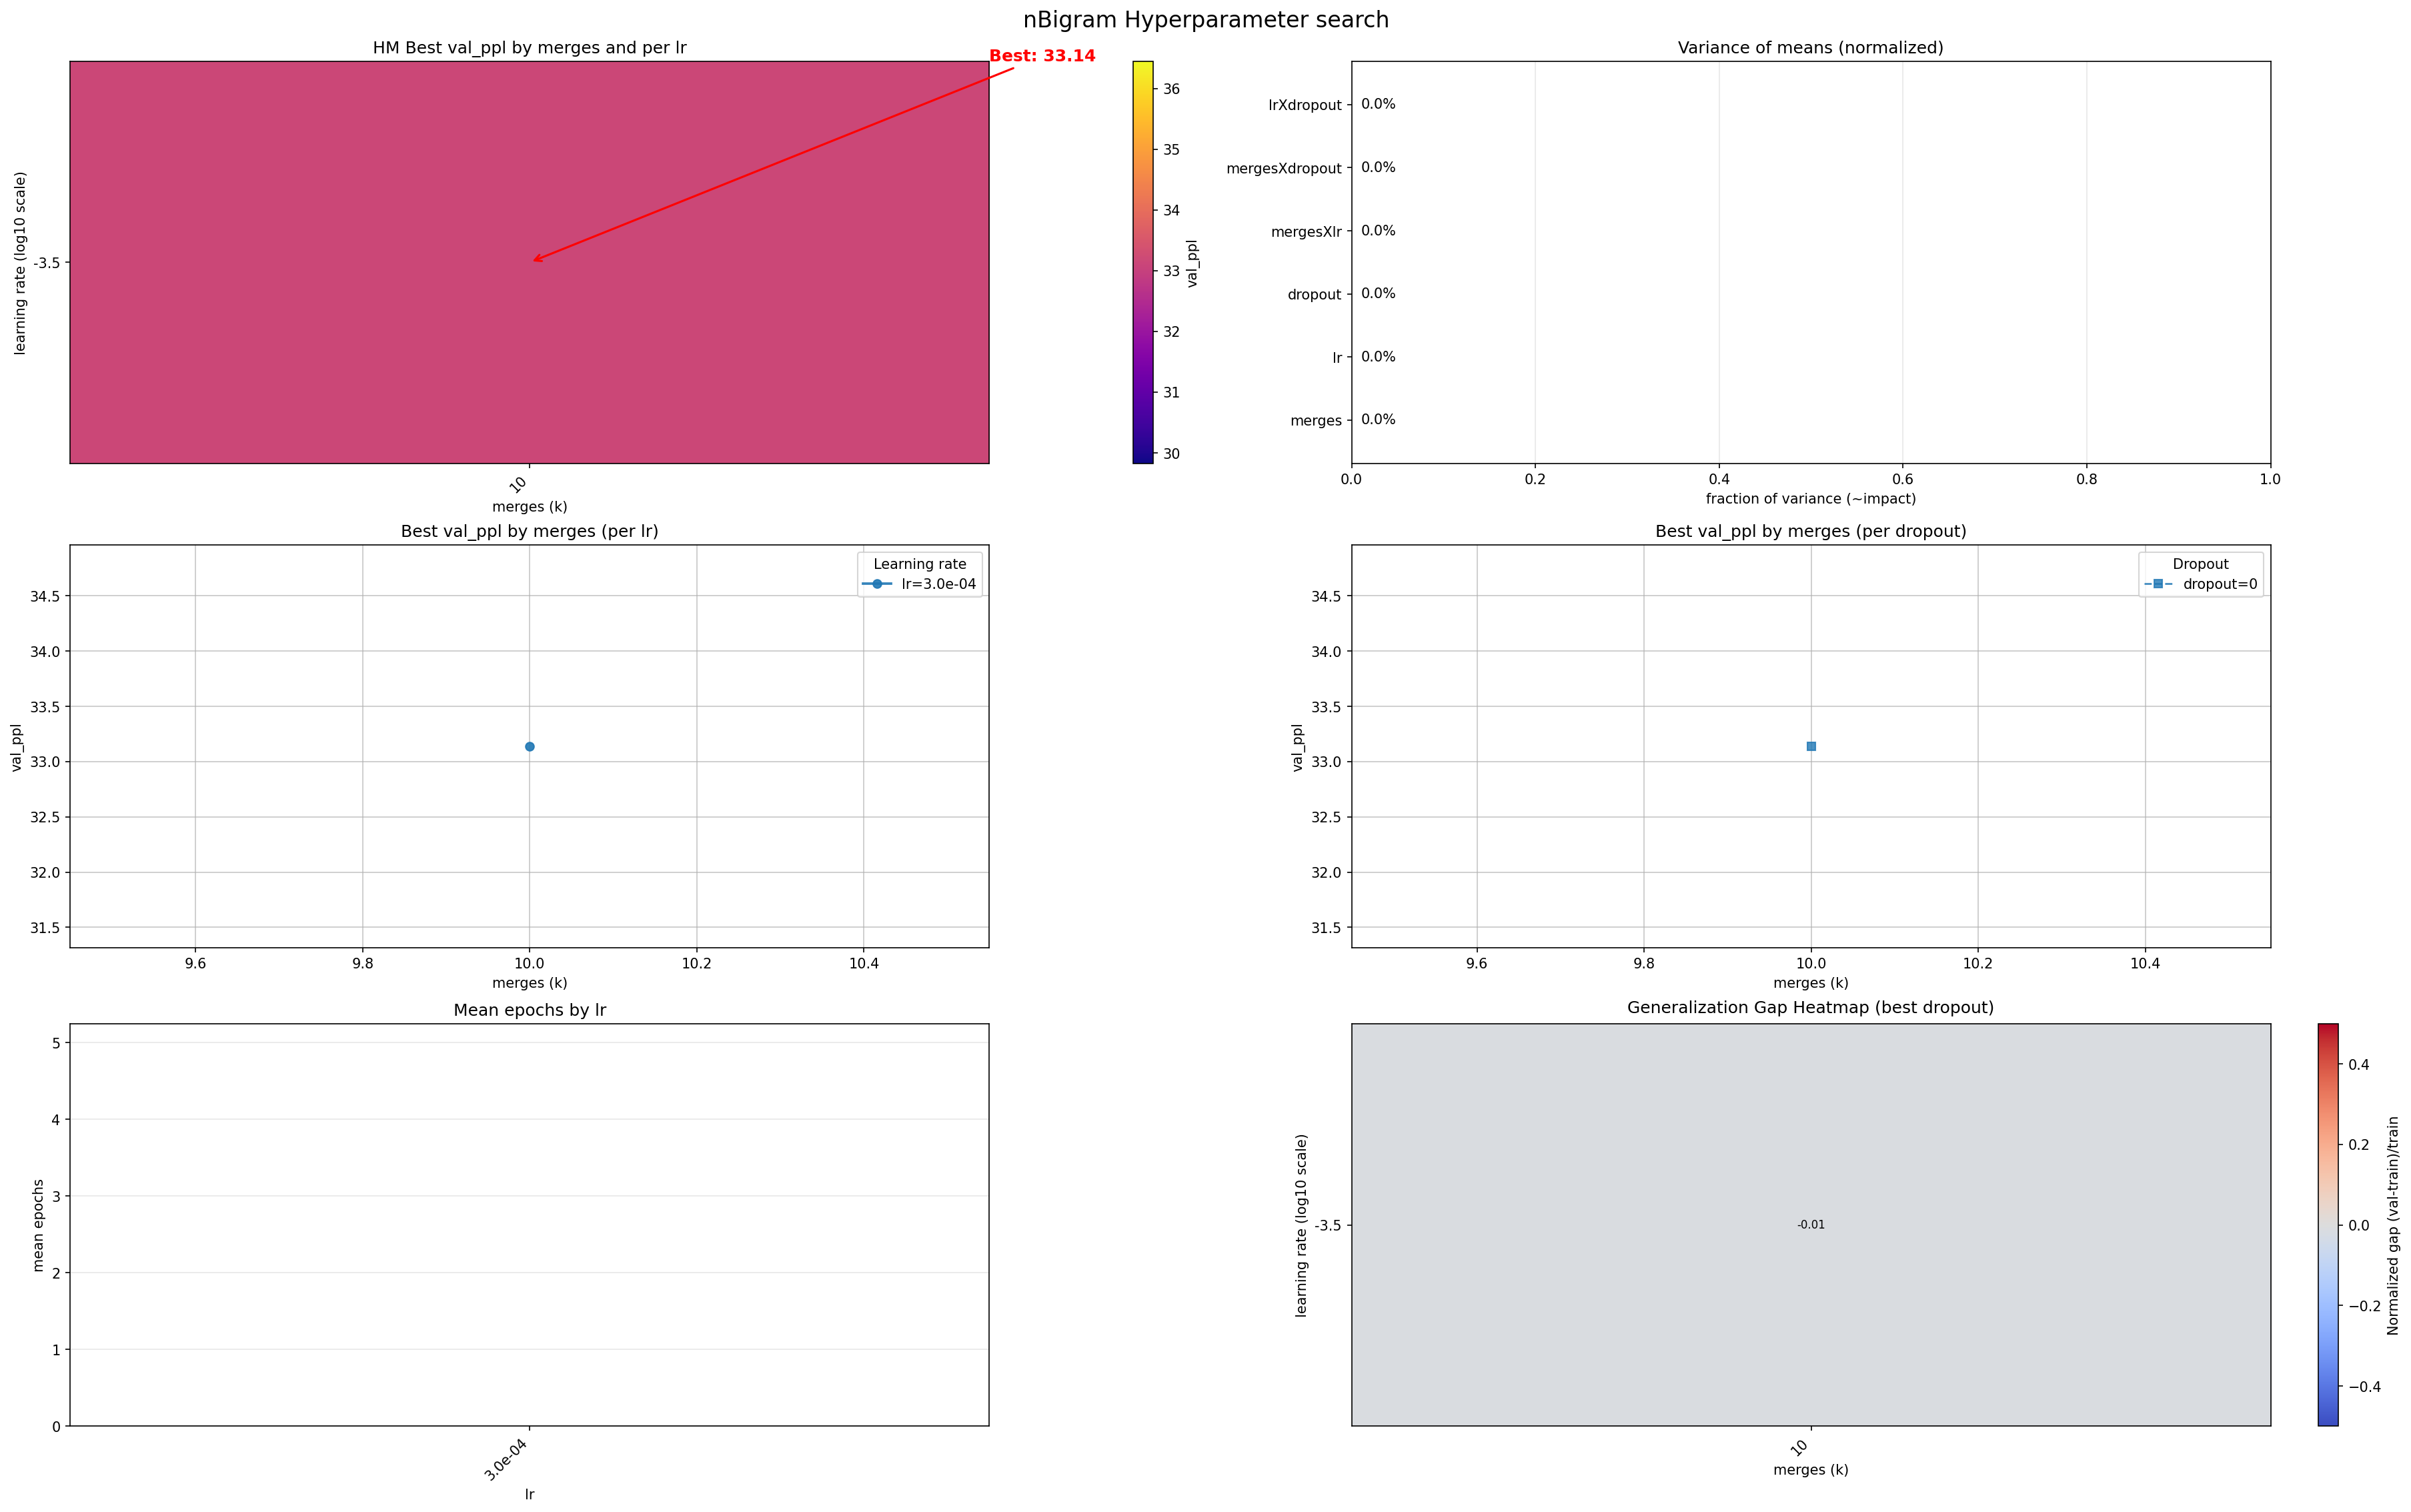 nBigram Hyperparameter search
HM Best val_ppl by merges and per lr
Best: 33.14
learning rate (log10 scale)
-3.5
10
merges (k)
36
35
34
33
32
31
30
val_ppl
Variance of means (normalized)
lrXdropout
mergesXdropout
mergesXlr
dropout
lr
merges
0.0%
0.0%
0.0%
0.0%
0.0%
0.0%
0.0 0.2 0.4 0.6 0.8 1.0
fraction of variance (~impact)
Best val_ppl by merges (per lr)
Learning rate
lr=3.0e-04
val_ppl
34.5
34.0
33.5
33.0
32.5
32.0
31.5
9.6 9.8 10.0 10.2 10.4
merges (k)
Best val_ppl by merges (per dropout)
Dropout
dropout=0
val_ppl
34.5
34.0
33.5
33.0
32.5
32.0
31.5
9.6 9.8 10.0 10.2 10.4
merges (k)
Mean epochs by lr
mean epochs
5
4
3
2
1
0
3.0e-04
lr
Generalization Gap Heatmap (best dropout)
learning rate (log10 scale)
-3.5
-0.01
10
merges (k)
0.4
0.2
0.0
−0.2
−0.4
Normalized gap (val-train)/train